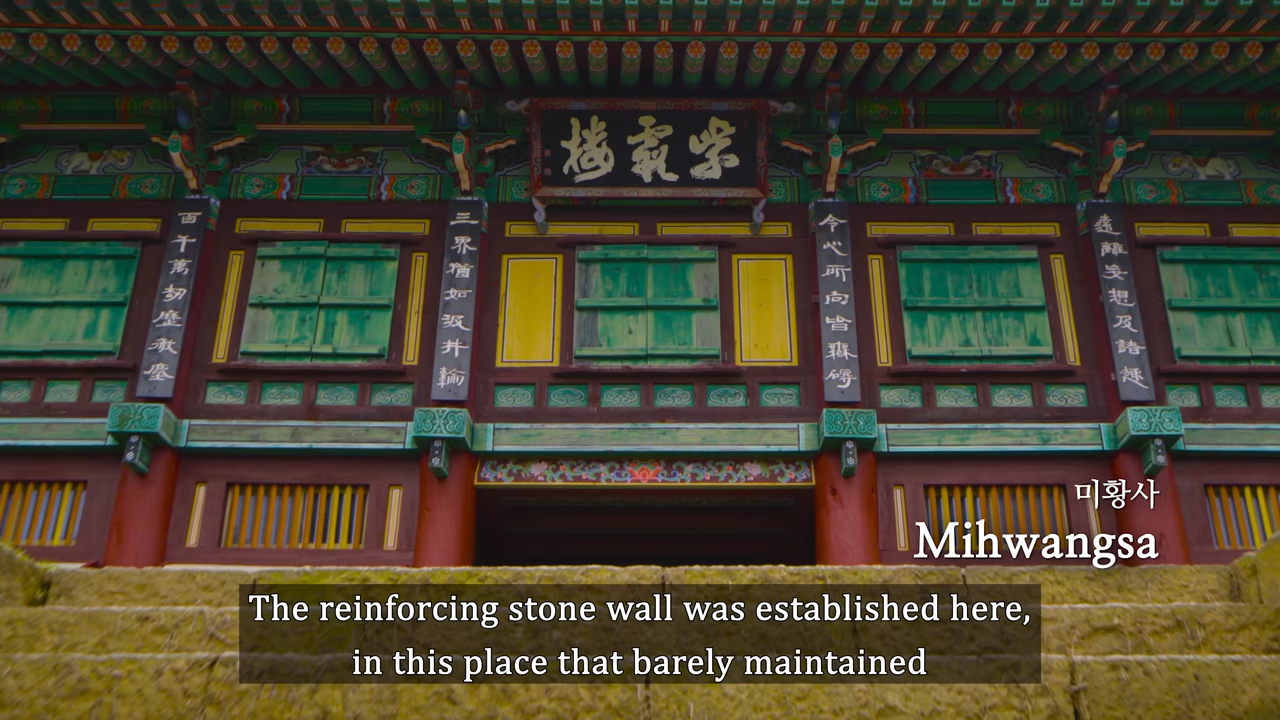 紫霞樓
遠離妄想及諸趣
令心所向皆無碍
三界猶如汲井輪
百千萬劫歷微塵
미황사
Mihwangsa
The reinforcing stone wall was established here,
in this place that barely maintained